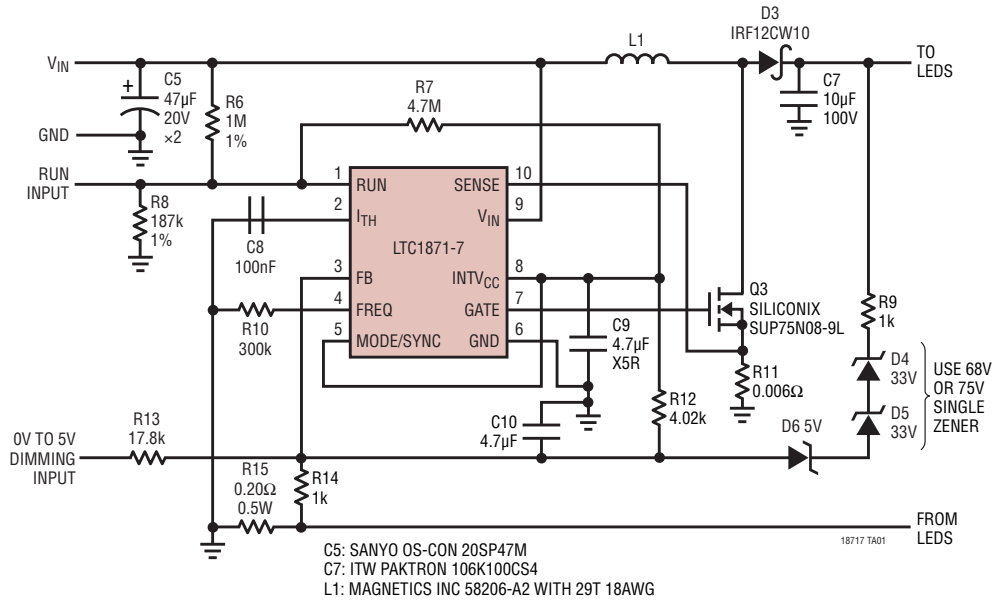 D3
IRF12CW10
L1
VIN
TO
LEDS
+
C5
47µF
20V
×2
R6
1M
1%
R7
4.7M
C7
10µF
100V
GND
RUN
INPUT
R8
187k
1%
C8
100nF
1
RUN
2
ITH
3
FB
4
FREQ
5
MODE/SYNC
LTC1871-7
10
SENSE
9
VIN
8
INTVCC
7
GATE
6
GND
R10
300k
Q3
SILICONIX
SUP75N08-9L
R9
1k
C9
4.7µF
X5R
R11
0.006Ω
D4
33V
D5
33V
USE 68V
OR 75V
SINGLE
ZENER
R12
4.02k
C10
4.7µF
D6 5V
R13
17.8k
0V TO 5V
DIMMING
INPUT
R15
0.20Ω
0.5W
R14
1k
FROM
LEDS
18717 TA01
C5: SANYO OS-CON 20SP47M
C7: ITW PAKTRON 106K100CS4
L1: MAGNETICS INC 58206-A2 WITH 29T 18AWG